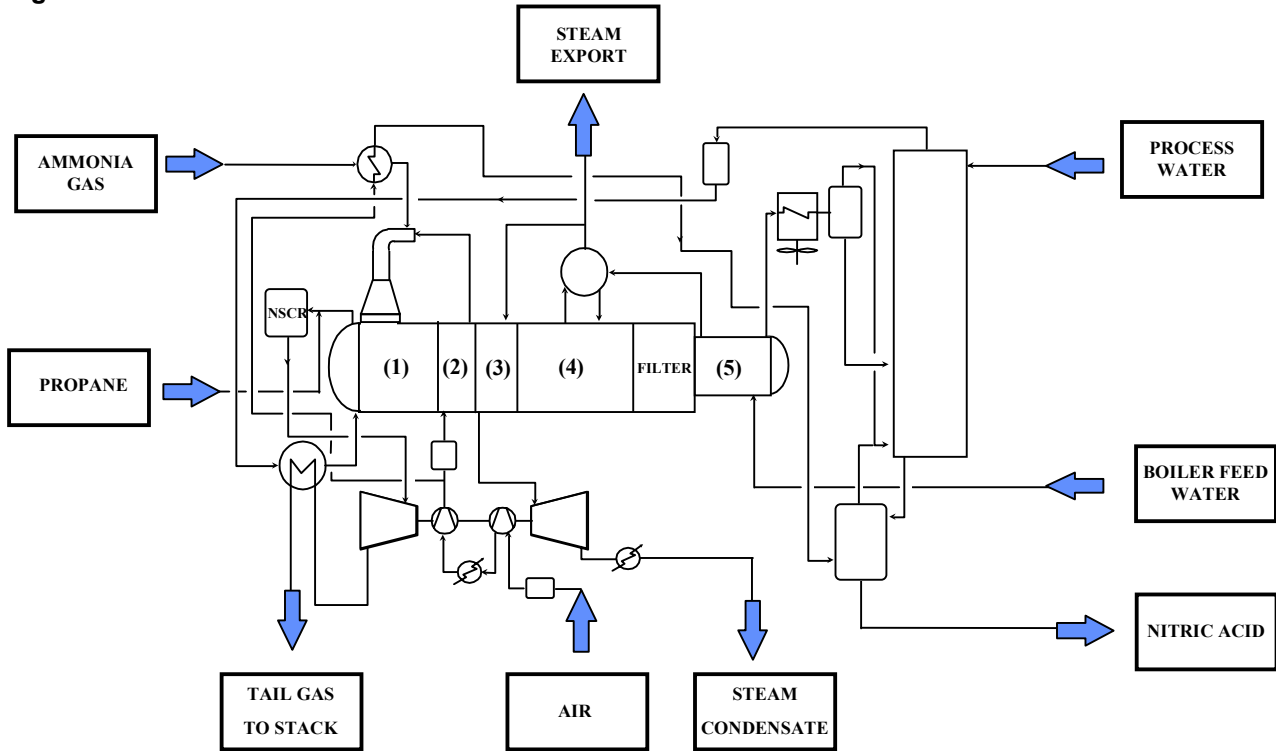 STEAM
EXPORT
AMMONIA
GAS
PROCESS
WATER
NSCR
(1)
(2)
(3)
(4)
FILTER
(5)
PROPANE
BOILER FEED
WATER
NITRIC ACID
TAIL GAS
TO STACK
AIR
STEAM
CONDENSATE